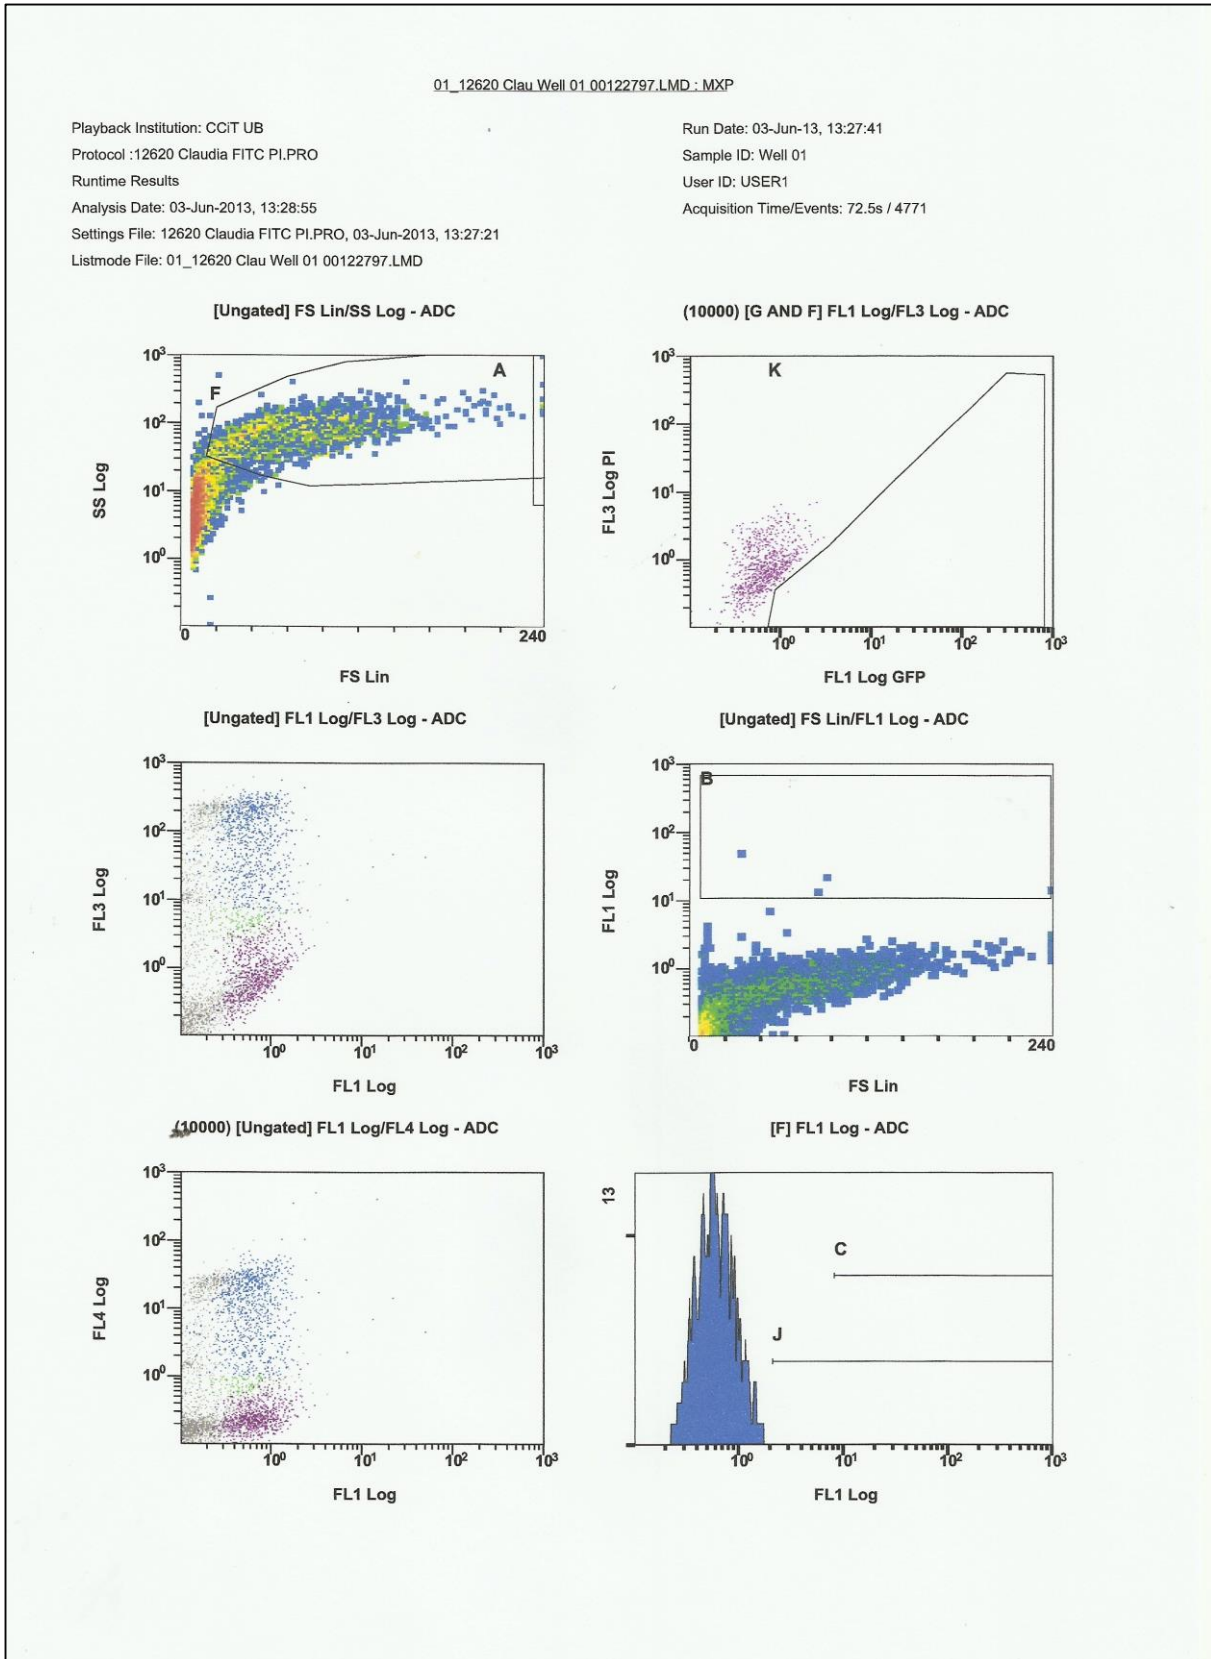 01_12620 Clau Well 01 00122797.LMD : MXP
Playback Institution: CCiT UB
Protocol :12620 Claudia FITC PI.PRO
Runtime Results
Analysis Date: 03-Jun-2013, 13:28:55
Settings File: 12620 Claudia FITC PI.PRO, 03-Jun-2013, 13:27:21
Listmode File: 01_12620 Clau Well 01 00122797.LMD
Run Date: 03-Jun-13, 13:27:41
Sample ID: Well 01
User ID: USER1
Acquisition Time/Events: 72.5s / 4771
[Ungated] FS Lin/SS Log - ADC
10³
10²
10¹
10⁰
SS Log
F
A
0
240
FS Lin
(10000) [G AND F] FL1 Log/FL3 Log - ADC
10³
10²
10¹
10⁰
FL3 Log PI
K
10⁰
10¹
10²
10³
FL1 Log GFP
[Ungated] FL1 Log/FL3 Log - ADC
10³
10²
10¹
10⁰
FL3 Log
10⁰
10¹
10²
10³
FL1 Log
[Ungated] FS Lin/FL1 Log - ADC
10³
10²
10¹
10⁰
FL1 Log
B
0
240
FS Lin
(10000) [Ungated] FL1 Log/FL4 Log - ADC
10³
10²
10¹
10⁰
FL4 Log
10⁰
10¹
10²
10³
FL1 Log
[F] FL1 Log - ADC
13
C
J
10⁰
10¹
10²
10³
FL1 Log